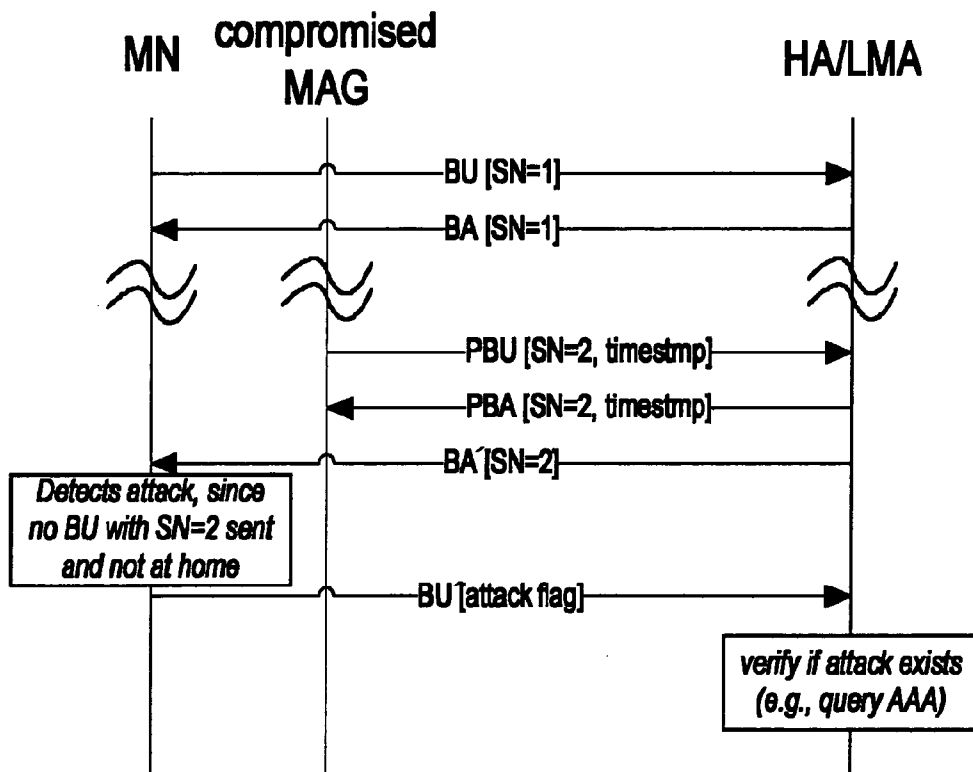 MN
compromised
MAG
HA/LMA
BU [SN=1]
BA [SN=1]
PBU [SN=2, timestmp]
PBA [SN=2, timestmp]
BA´[SN=2]
Detects attack, since
no BU with SN=2 sent
and not at home
BU´[attack flag]
verify if attack exists
(e.g., query AAA)